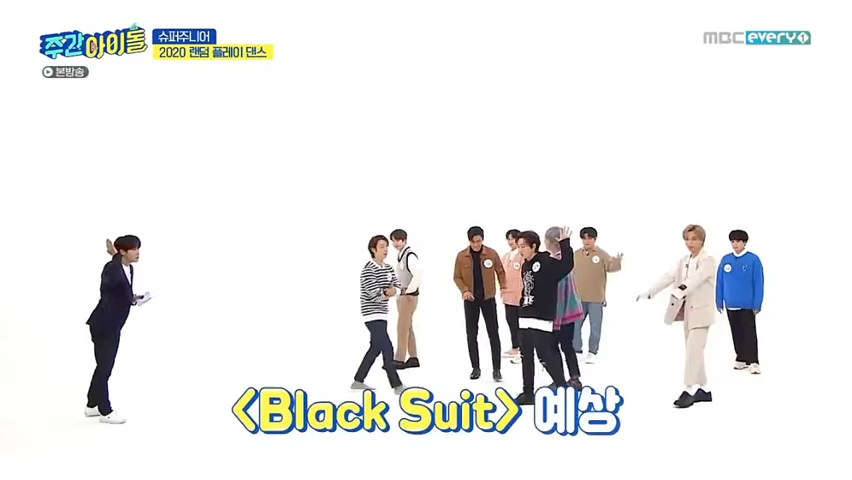 주간아이돌
슈퍼주니어
2020 랜덤 플레이 댄스
본방송
MBC every1
<Black Suit> 예상